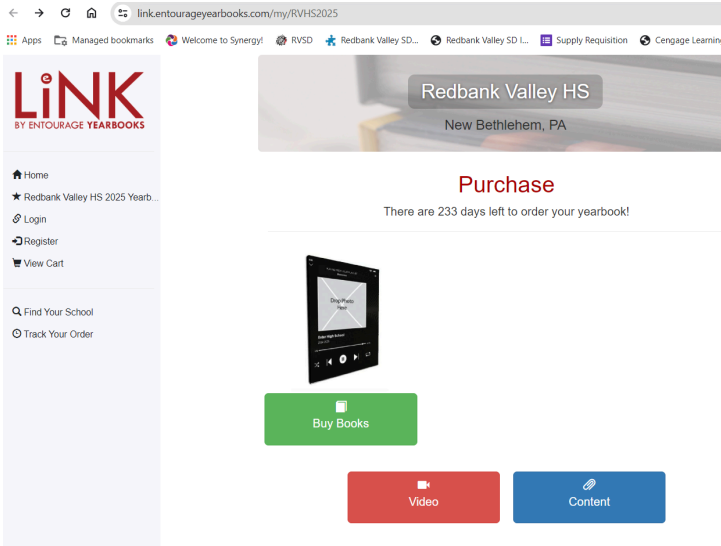 link.entourageyearbooks.com/my/RVHS2025
Apps Managed bookmarks Welcome to Synergy! RVSD Redbank Valley SD... Redbank Valley SD I... Supply Requisition Cengage Learning
LiNK
BY ENTOURAGE YEARBOOKS
Home
Redbank Valley HS 2025 Yearb...
Login
Register
View Cart
Find Your School
Track Your Order
Redbank Valley HS
New Bethlehem, PA
Purchase
There are 233 days left to order your yearbook!
Drop Photo
Here
Buy Books
Video
Content